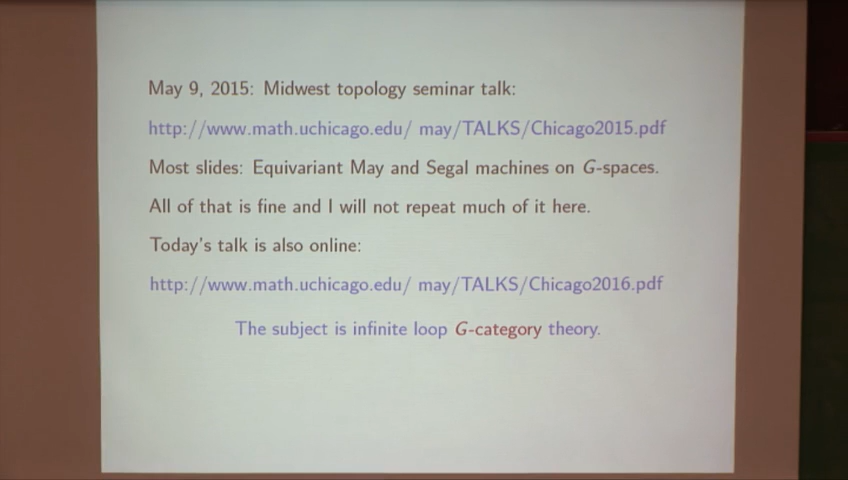 May 9, 2015: Midwest topology seminar talk:
http://www.math.uchicago.edu/ may/TALKS/Chicago2015.pdf
Most slides: Equivariant May and Segal machines on G-spaces.
All of that is fine and I will not repeat much of it here.
Today's talk is also online:
http://www.math.uchicago.edu/ may/TALKS/Chicago2016.pdf
The subject is infinite loop G-category theory.